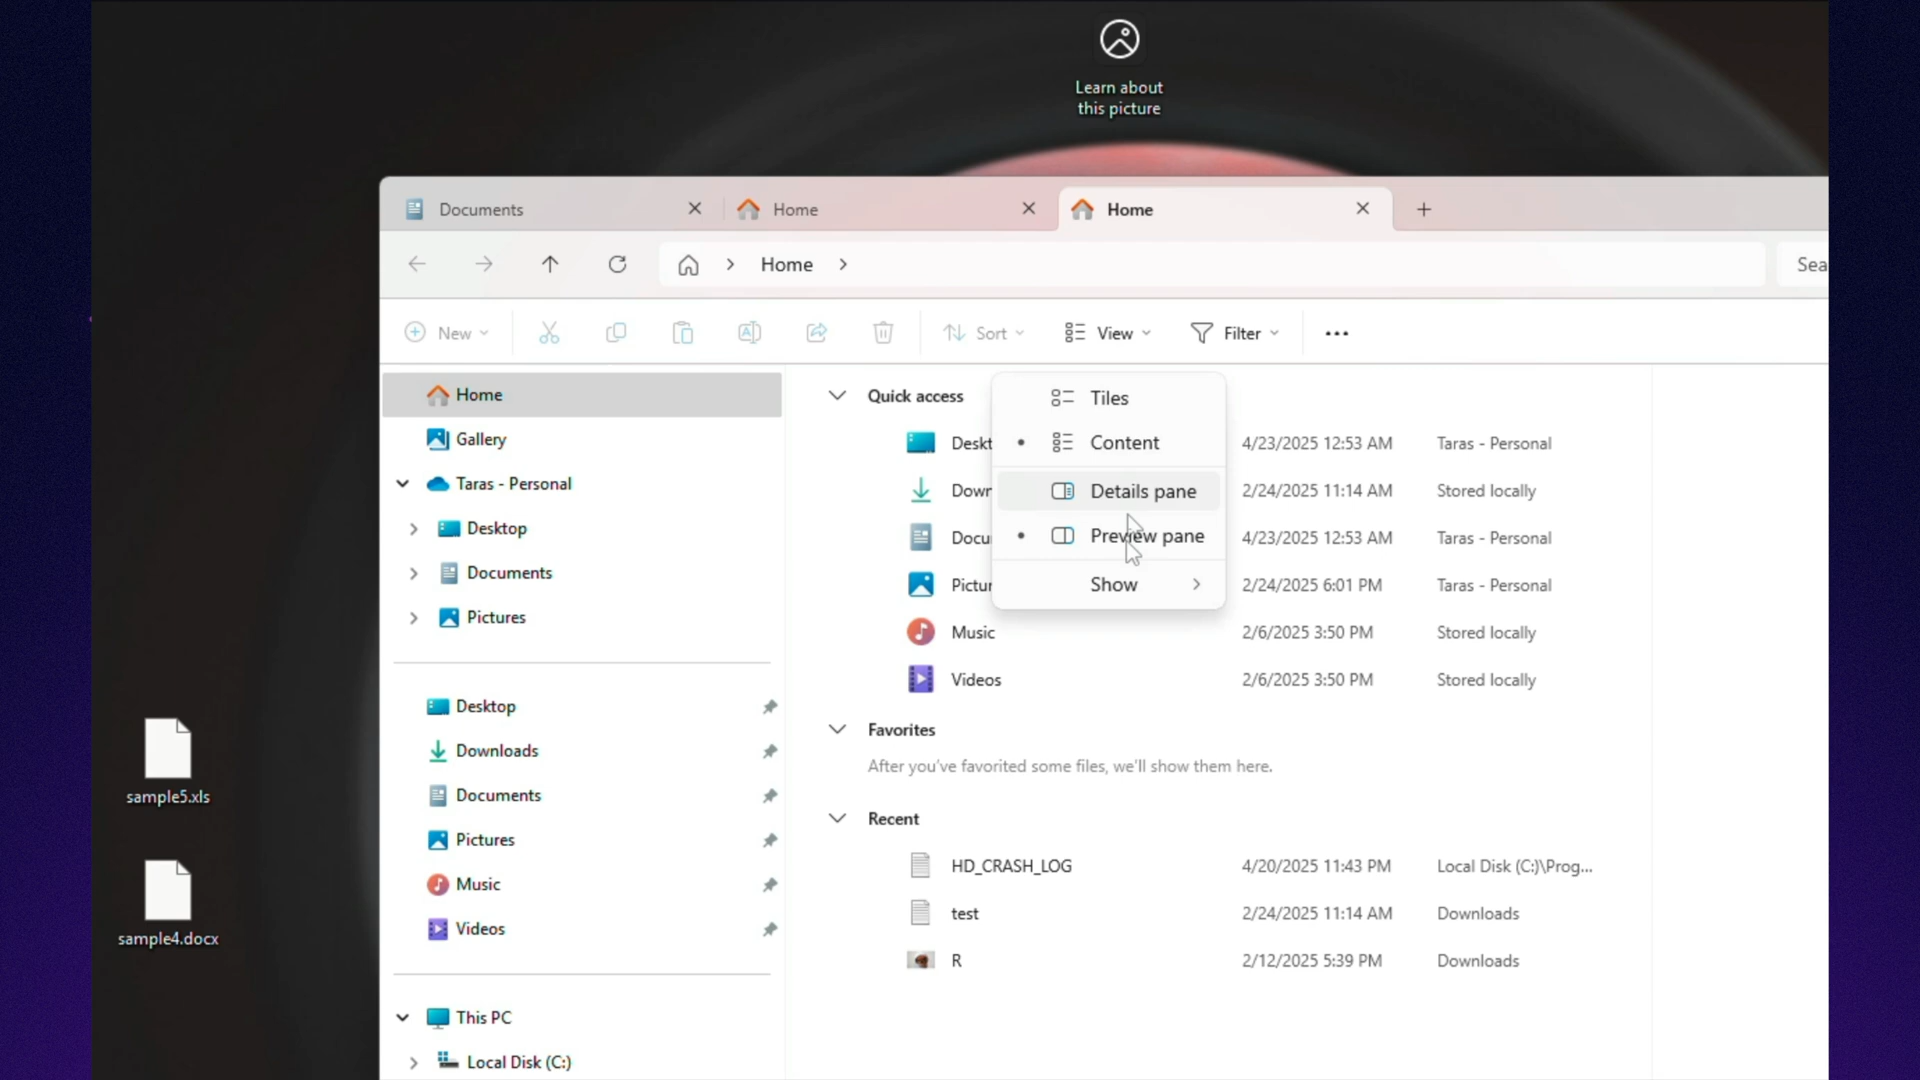 Learn about
this picture
Documents
Home
Home
Home
Sea
New
Sort
View
Filter
Home
Gallery
Taras - Personal
Desktop
Documents
Pictures
Desktop
Downloads
Documents
Pictures
Music
Videos
This PC
Local Disk (C:)
Quick access
Deskt 4/23/2025 12:53 AM Taras - Personal
Down 2/24/2025 11:14 AM Stored locally
Docu 4/23/2025 12:53 AM Taras - Personal
Pictur 2/24/2025 6:01 PM Taras - Personal
Music 2/6/2025 3:50 PM Stored locally
Videos 2/6/2025 3:50 PM Stored locally
Tiles
Content
Details pane
Preview pane
Show
Favorites
After you've favorited some files, we'll show them here.
Recent
HD_CRASH_LOG 4/20/2025 11:43 PM Local Disk (C:)\Prog...
test 2/24/2025 11:14 AM Downloads
R 2/12/2025 5:39 PM Downloads
sample5.xls
sample4.docx